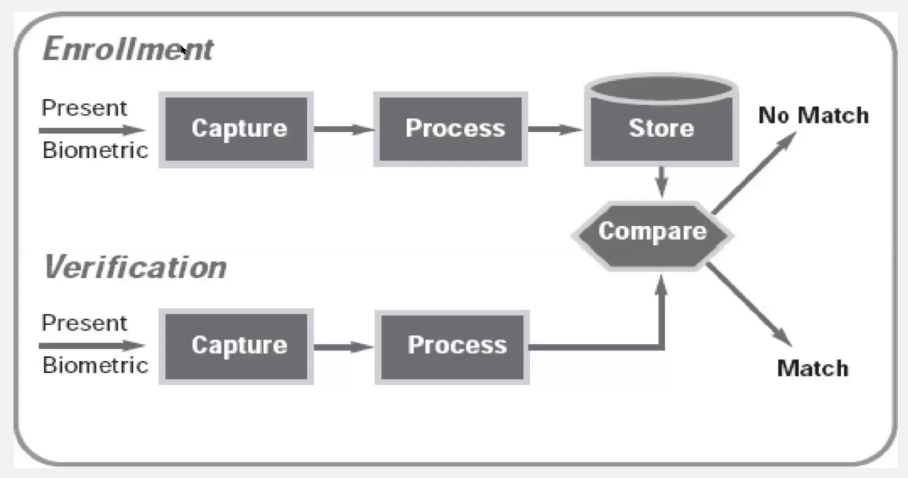 Enrollment
Present
Biometric
Capture
Process
Store
No Match
Compare
Verification
Present
Biometric
Capture
Process
Match